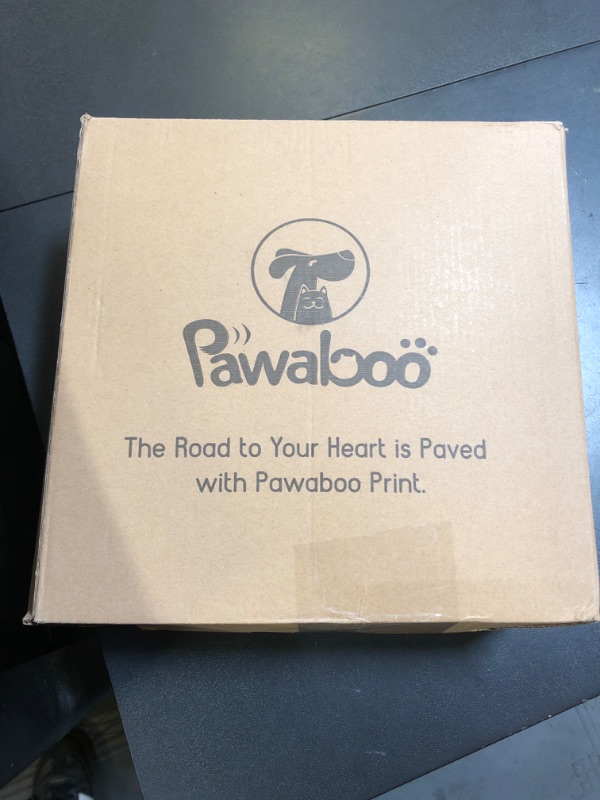 Pawaboo
The Road to Your Heart is Paved
with Pawaboo Print.